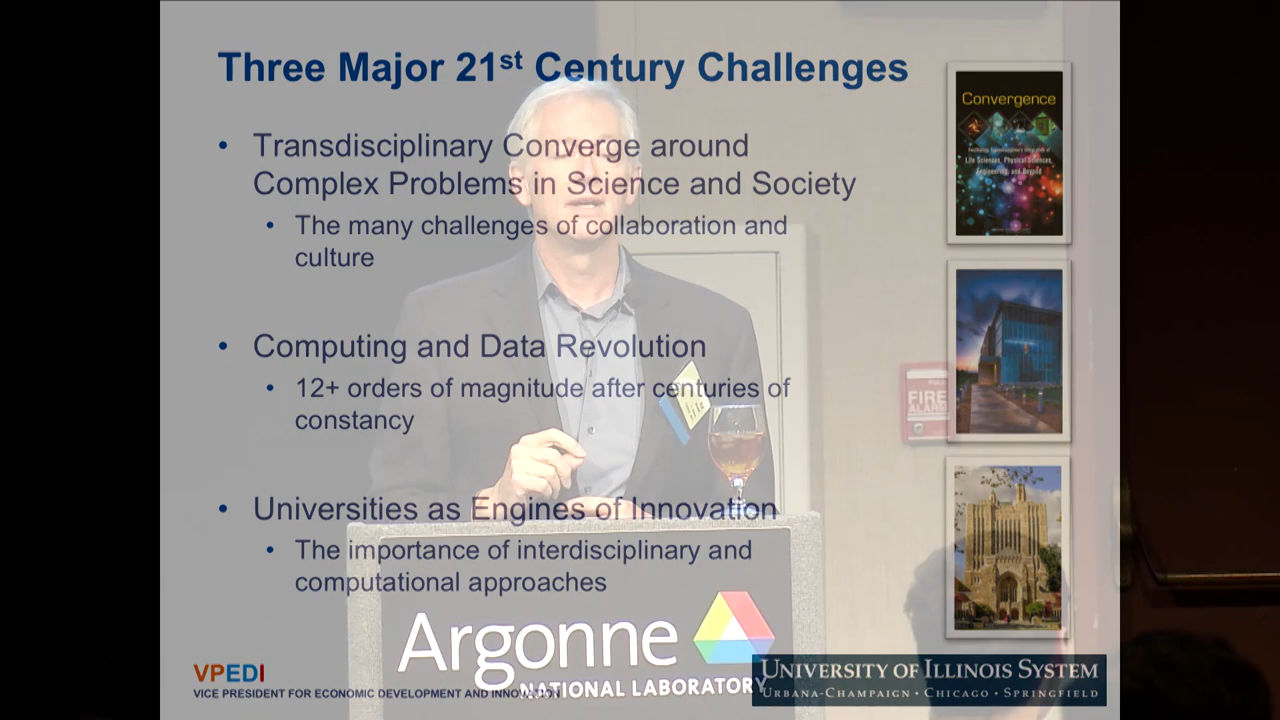 Three Major 21st Century Challenges
• Transdisciplinary Converge around
Complex Problems in Science and Society
• The many challenges of collaboration and
culture
• Computing and Data Revolution
• 12+ orders of magnitude after centuries of
constancy
• Universities as Engines of Innovation
• The importance of interdisciplinary and
computational approaches
Convergence
Facilitating Transdisciplinary Integration of
Life Sciences, Physical Sciences,
Engineering, and Beyond
FIRE
ALARM
Argonne
NATIONAL LABORATORY
VPEDI
VICE PRESIDENT FOR ECONOMIC DEVELOPMENT AND INNOVATION
UNIVERSITY OF ILLINOIS SYSTEM
URBANA-CHAMPAIGN • CHICAGO • SPRINGFIELD